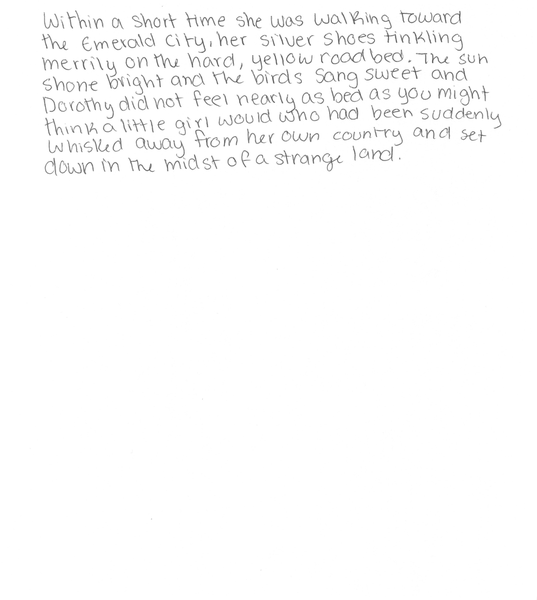 Within a short time she was walking toward
the Emerald City, her silver shoes tinkling
merrily on the hard, yellow roadbed. The sun
shone bright and the birds sang sweet and
Dorothy did not feel nearly as bed as you might
think a little girl would who had been suddenly
whisked away from her own country and set
down in the midst of a strange land.